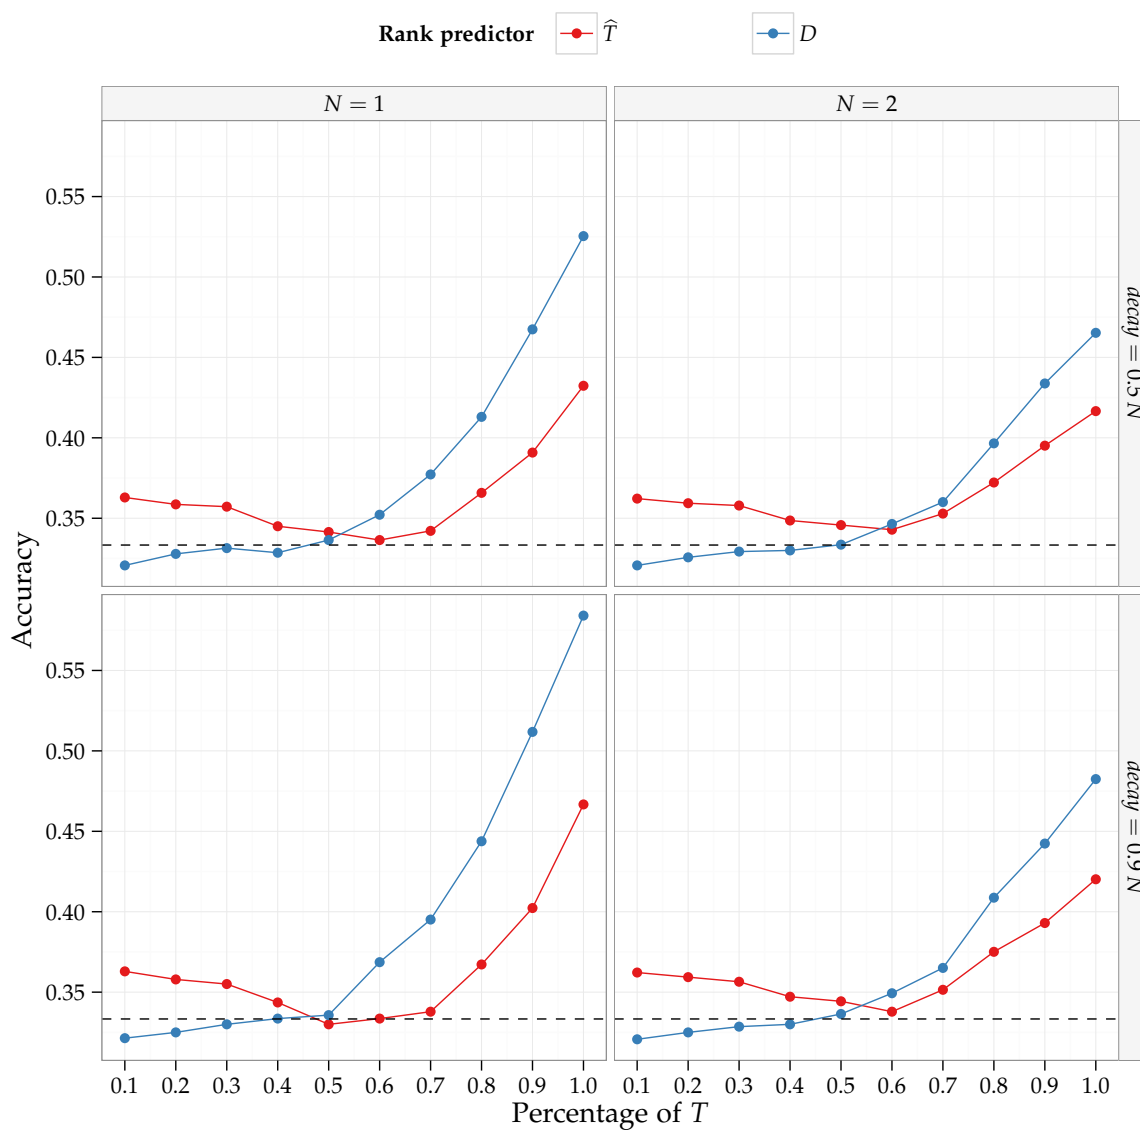 Rank predictor T̂ D
N = 1 N = 2
0.55
0.50
0.45
0.40
0.35
decay = 0.5 N
Accuracy
0.55
0.50
0.45
0.40
0.35
decay = 0.9 N
0.1 0.2 0.3 0.4 0.5 0.6 0.7 0.8 0.9 1.0 0.1 0.2 0.3 0.4 0.5 0.6 0.7 0.8 0.9 1.0
Percentage of T